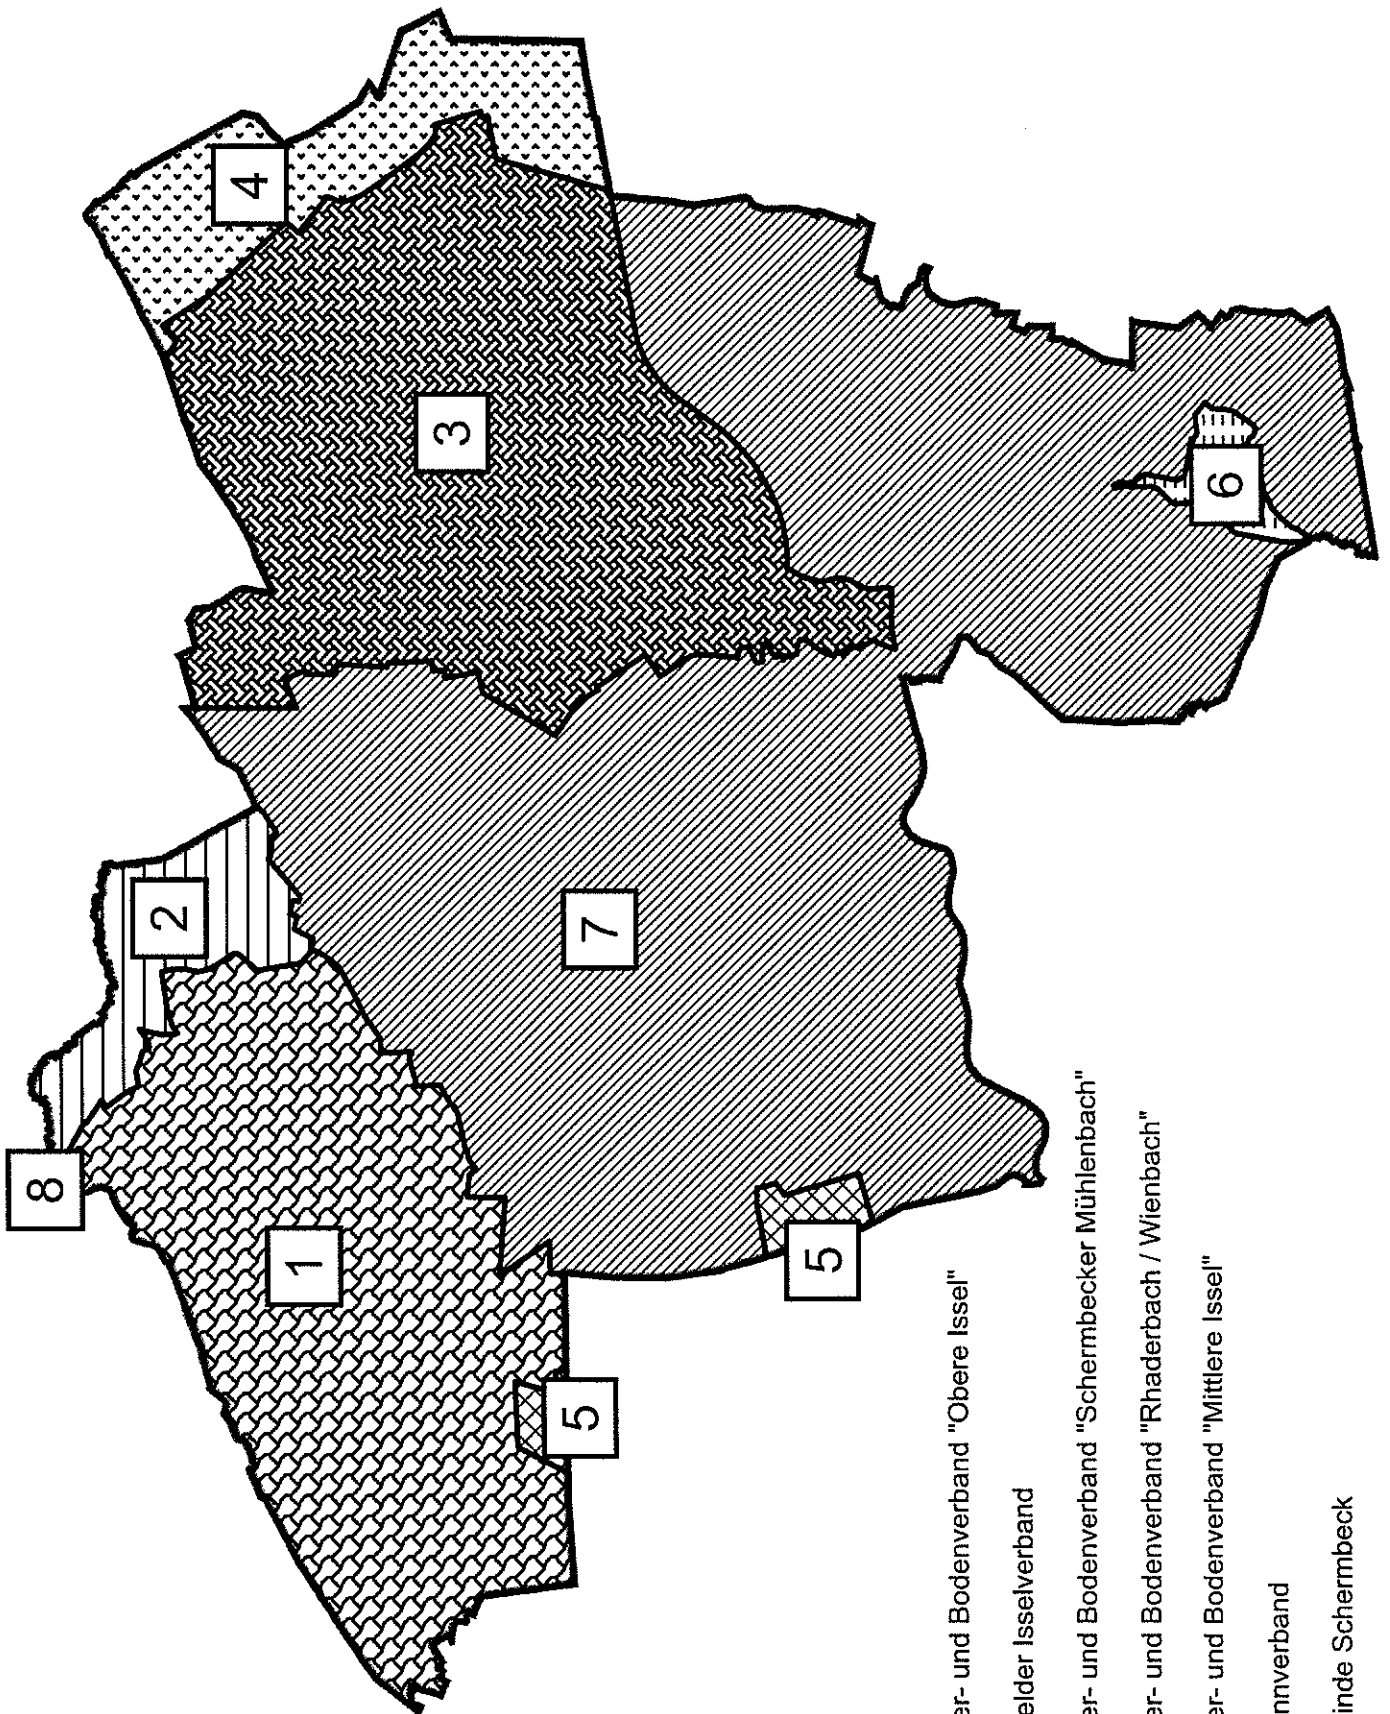 8
4
2
1
3
7
5
5
6
er- und Bodenverband "Obere Issel"
elder Isselverband
er- und Bodenverband "Schermbecker Mühlenbach"
er- und Bodenverband "Rhaderbach / Wienbach"
er- und Bodenverband "Mittlere Issel"
nnverband
inde Schermbeck